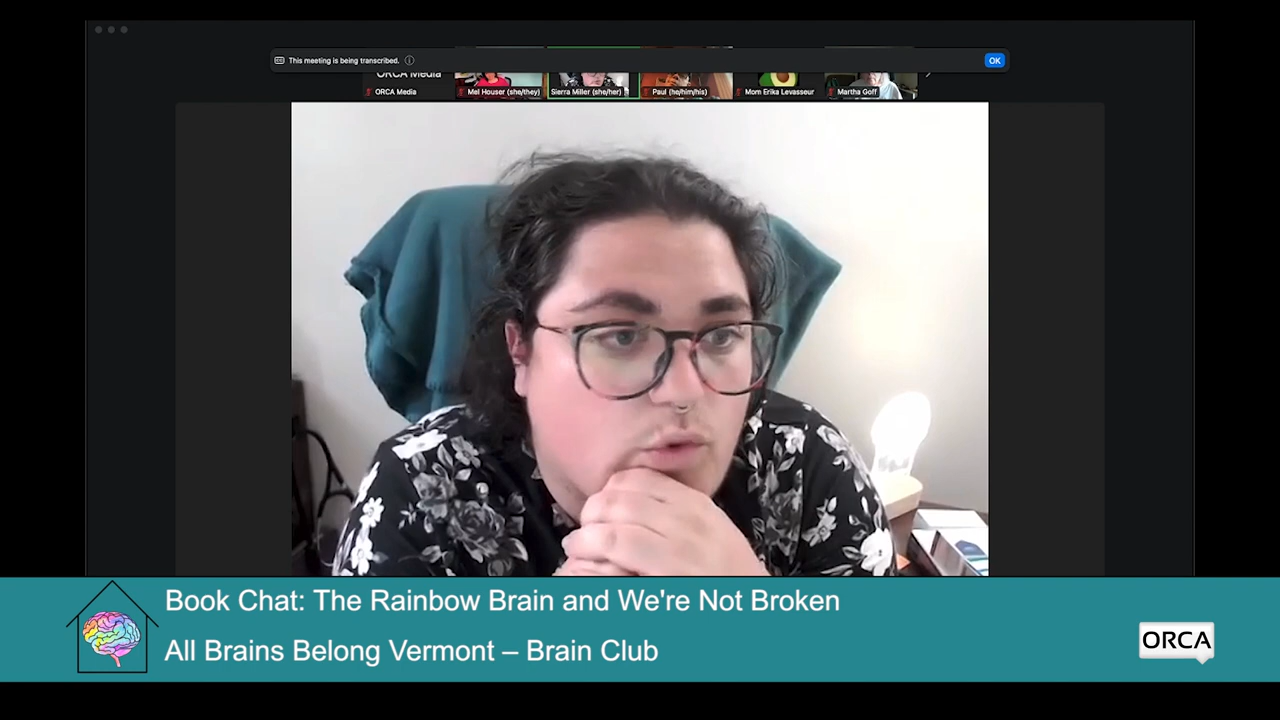 This meeting is being transcribed.
OK
ORCA Media
ORCA Media
Mel Houser (she/they)
Sierra Miller (she/her)
Paul (he/him/his)
Mom Erika Levasseur
Martha Goff
Book Chat: The Rainbow Brain and We're Not Broken
All Brains Belong Vermont – Brain Club
ORCA